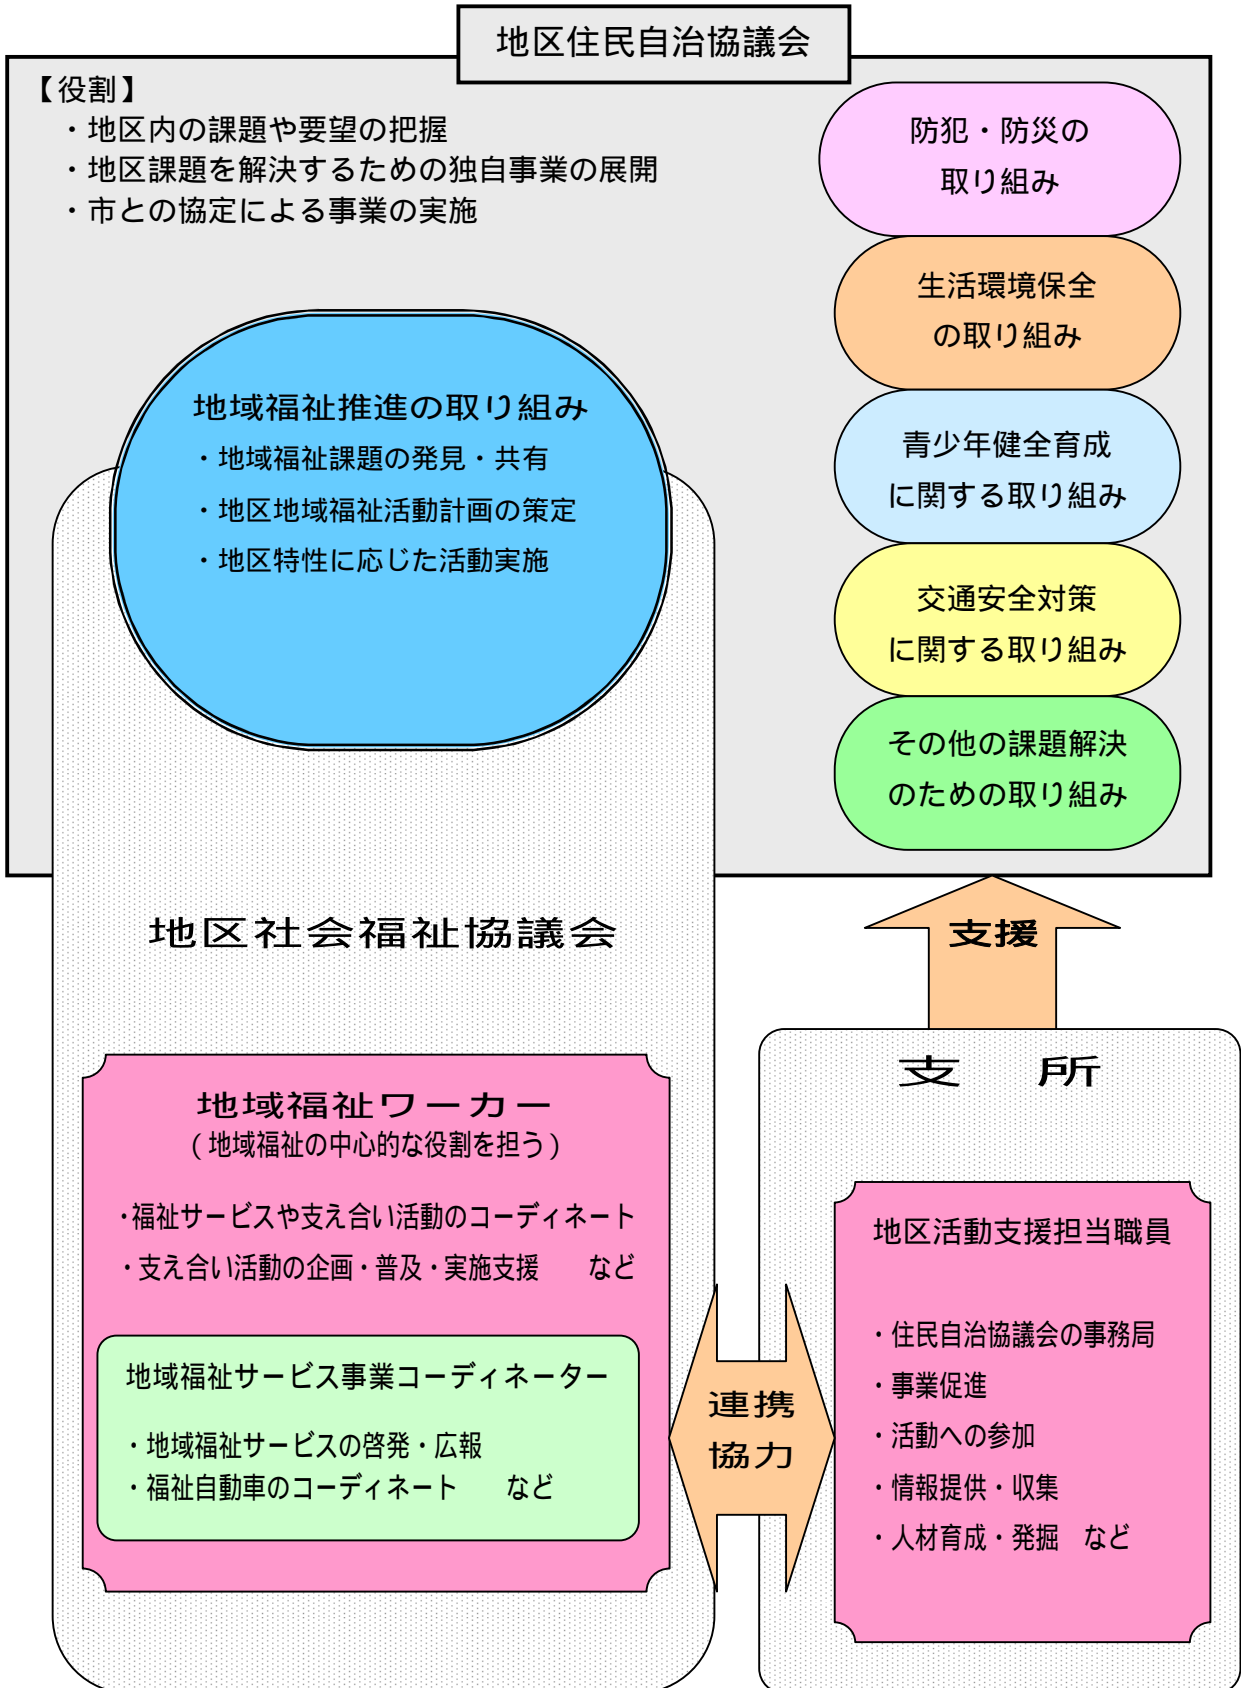 地区住民自治協議会
【役割】
・地区内の課題や要望の把握
・地区課題を解決するための独自事業の展開
・市との協定による事業の実施
防犯・防災の
取り組み
生活環境保全
の取り組み
青少年健全育成
に関する取り組み
交通安全対策
に関する取り組み
その他の課題解決
のための取り組み
地域福祉推進の取り組み
・地域福祉課題の発見・共有
・地区地域福祉活動計画の策定
・地区特性に応じた活動実施
地区社会福祉協議会
支援
地域福祉ワーカー
（地域福祉の中心的な役割を担う）
・福祉サービスや支え合い活動のコーディネート
・支え合い活動の企画・普及・実施支援　　など
地域福祉サービス事業コーディネーター
・地域福祉サービスの啓発・広報
・福祉自動車のコーディネート　　など
連携
協力
支　所
地区活動支援担当職員
・住民自治協議会の事務局
・事業促進
・活動への参加
・情報提供・収集
・人材育成・発掘　など